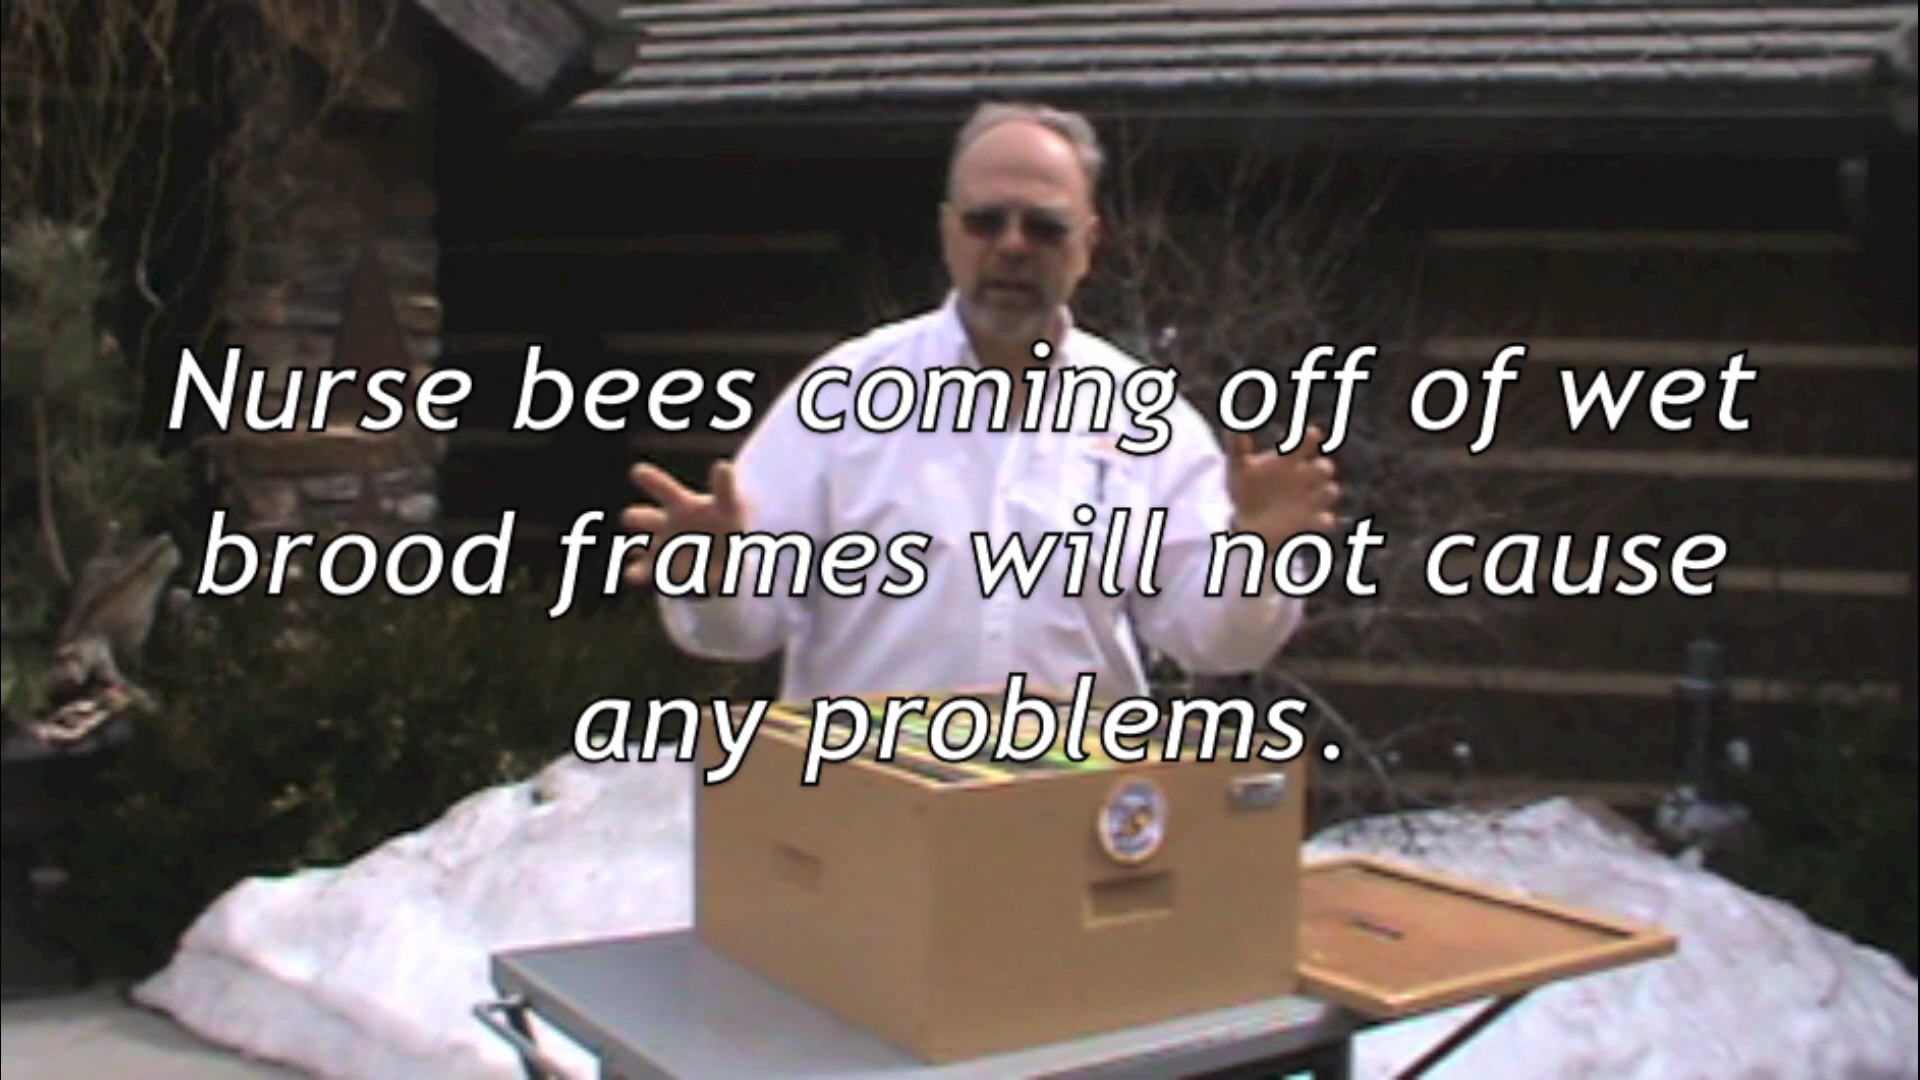 Nurse bees coming off of wet
brood frames will not cause
any problems.